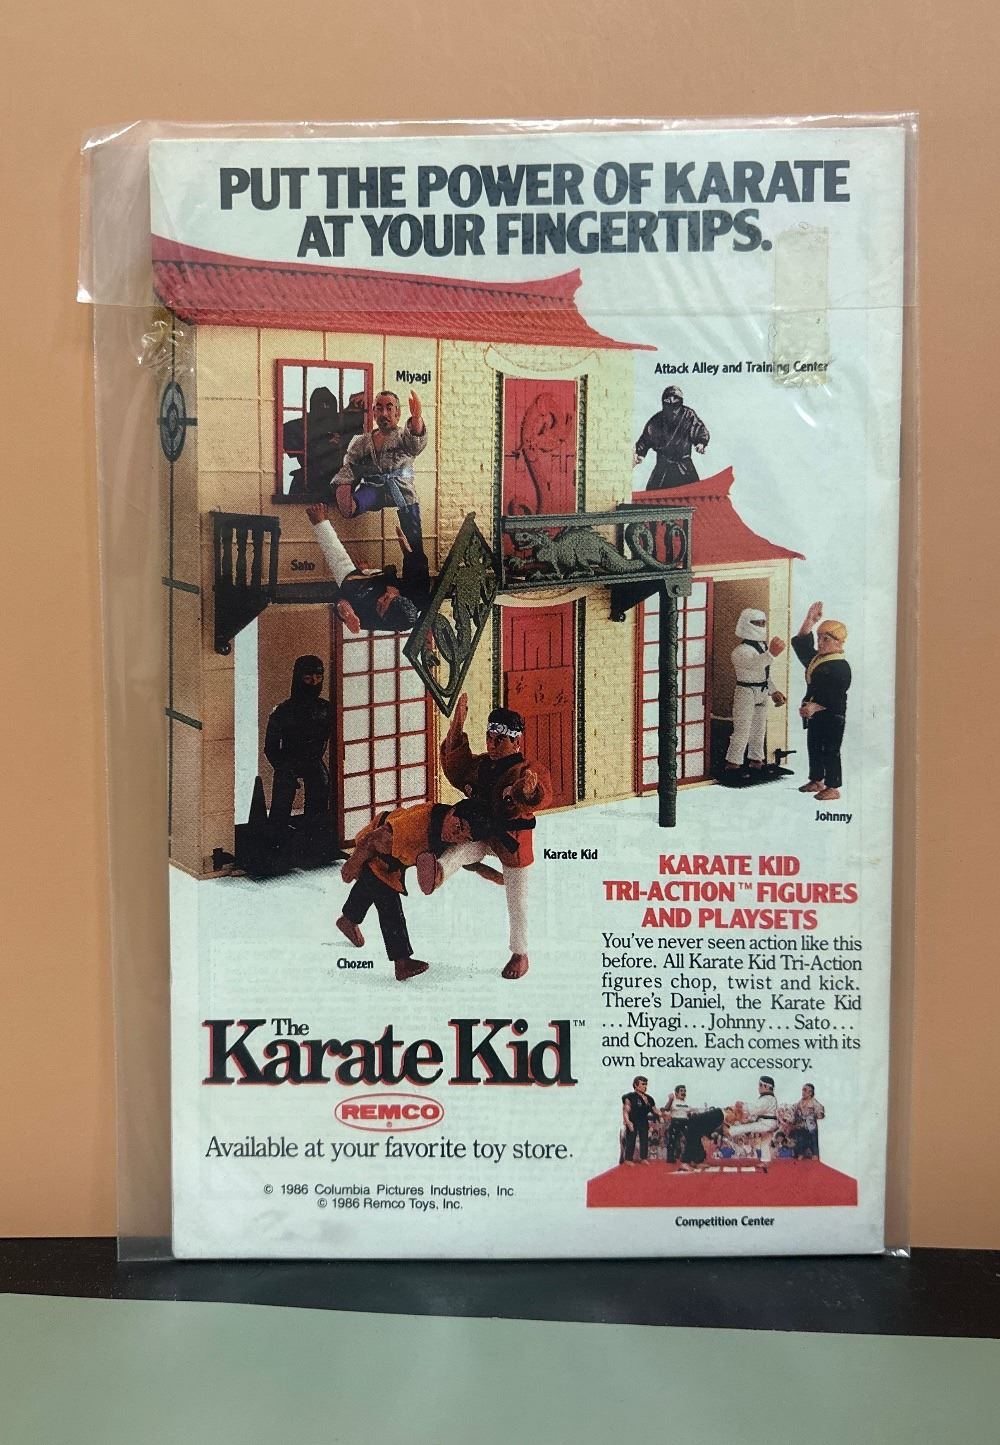 PUT THE POWER OF KARATE
AT YOUR FINGERTIPS.
Attack Alley and Training Center
Miyagi
Sato
Johnny
Karate Kid
Chozen
KARATE KID
TRI-ACTION™ FIGURES
AND PLAYSETS
You've never seen action like this
before. All Karate Kid Tri-Action
figures chop, twist and kick.
There's Daniel, the Karate Kid
...Miyagi...Johnny...Sato...
and Chozen. Each comes with its
own breakaway accessory.
The
Karate Kid™
REMCO®
Available at your favorite toy store.
© 1986 Columbia Pictures Industries, Inc
© 1986 Remco Toys, Inc.
Competition Center